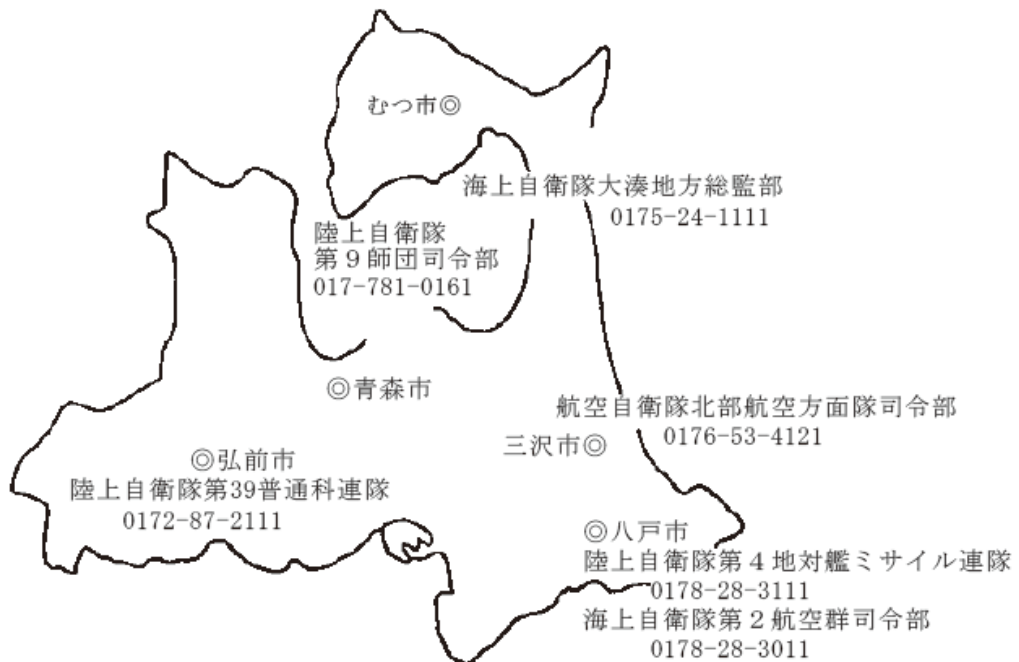 むつ市◎
海上自衛隊大湊地方総監部
0175-24-1111
陸上自衛隊
第９師団司令部
017-781-0161
◎青森市
航空自衛隊北部航空方面隊司令部
0176-53-4121
三沢市◎
◎弘前市
陸上自衛隊第39普通科連隊
0172-87-2111
◎八戸市
陸上自衛隊第４地対艦ミサイル連隊
0178-28-3111
海上自衛隊第２航空群司令部
0178-28-3011